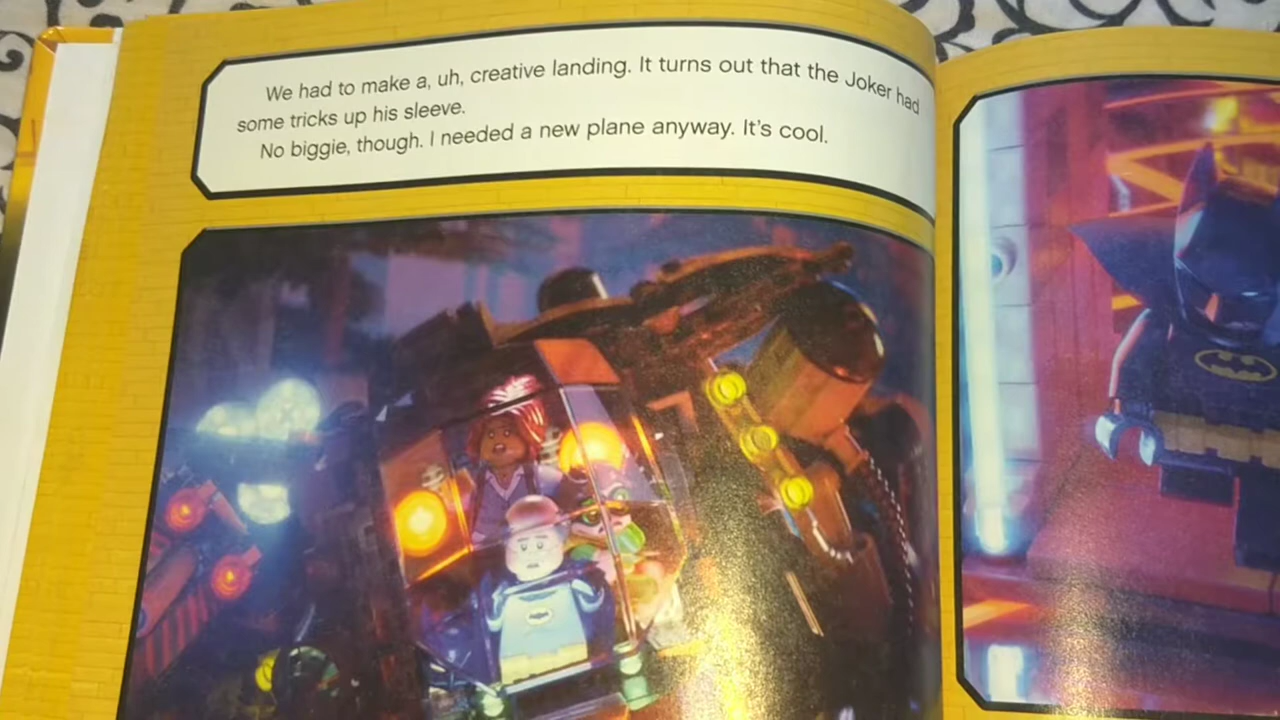 We had to make a, uh, creative landing. It turns out that the Joker had
some tricks up his sleeve.
No biggie, though. I needed a new plane anyway. It's cool.